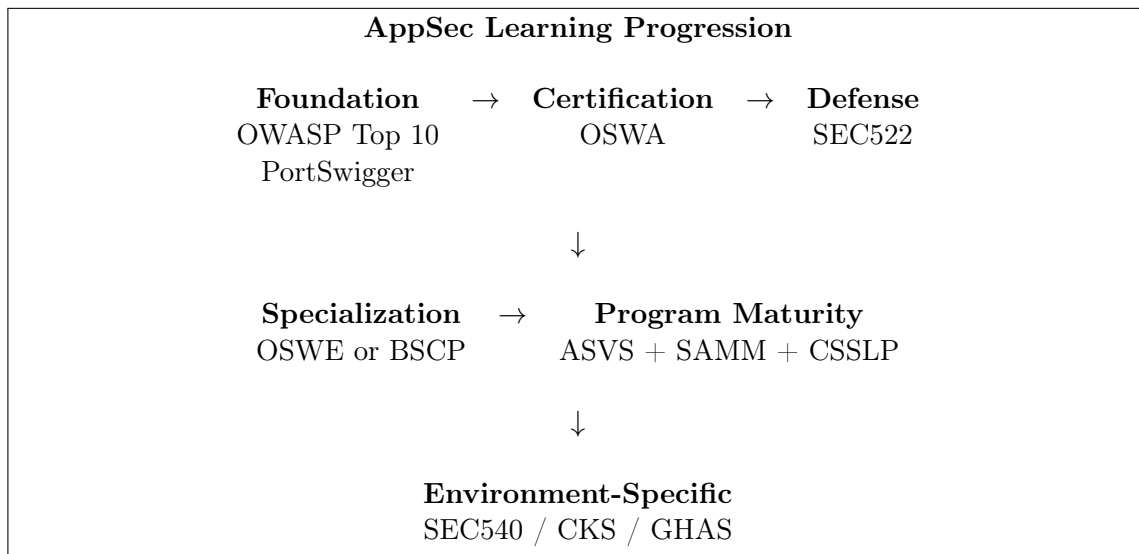 AppSec Learning Progression
Foundation → Certification → Defense
OWASP Top 10 OSWA SEC522
PortSwigger
↓
Specialization → Program Maturity
OSWE or BSCP ASVS + SAMM + CSSLP
↓
Environment-Specific
SEC540 / CKS / GHAS